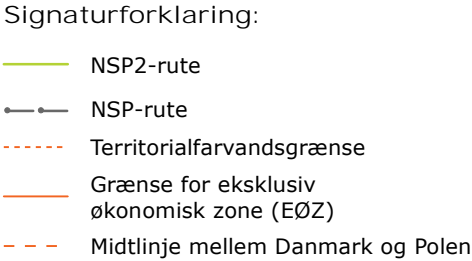 Signaturforklaring:
NSP2-rute
NSP-rute
Territorialfarvandsgrænse
Grænse for eksklusiv
økonomisk zone (EØZ)
Midtlinje mellem Danmark og Polen